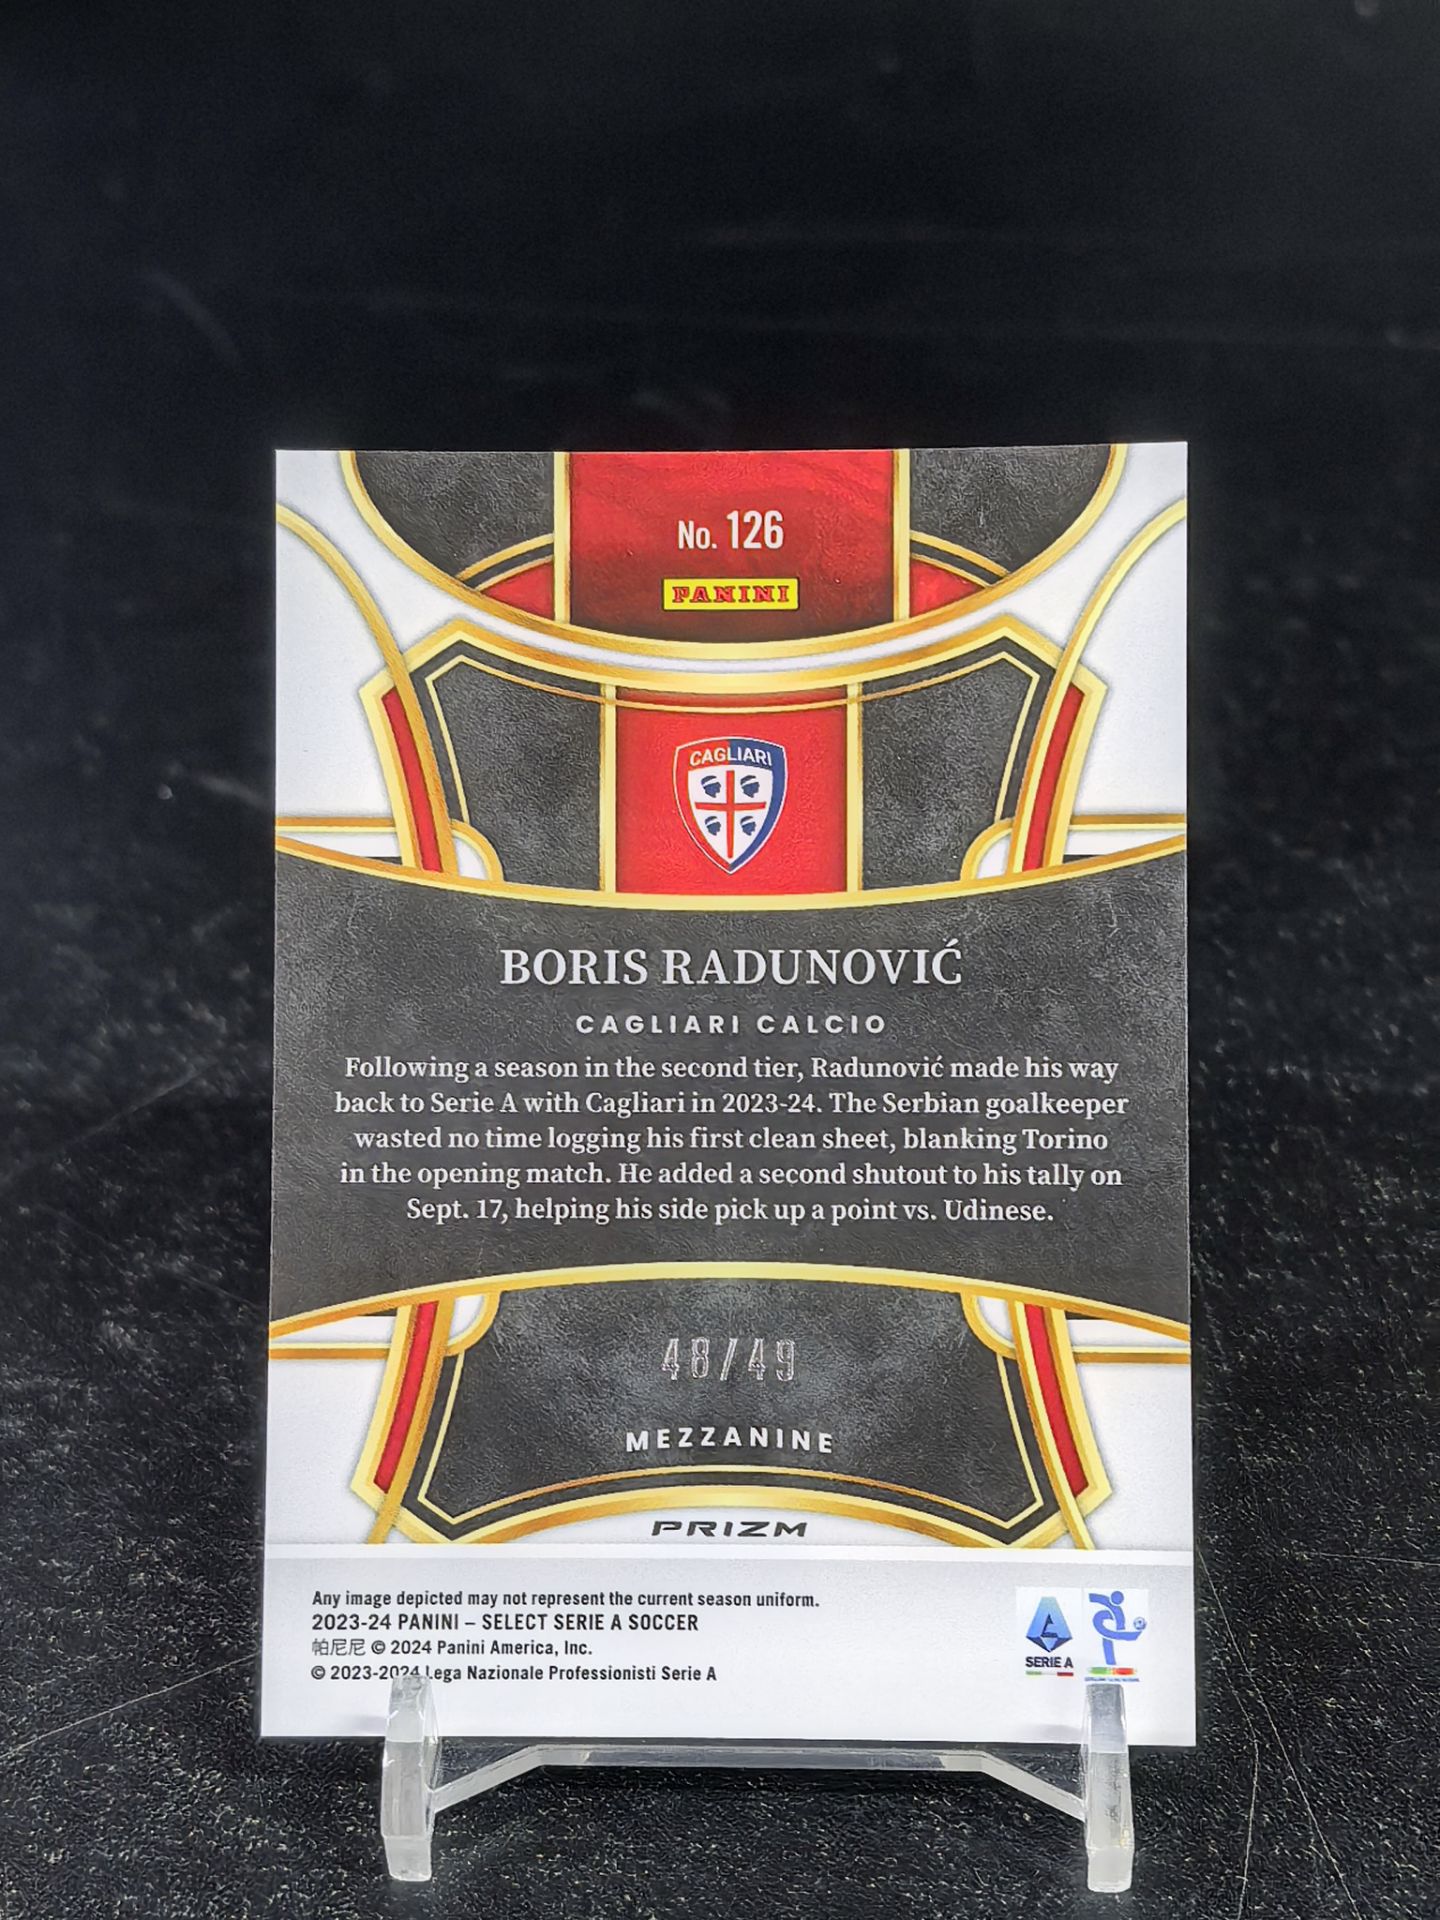 No. 126
PANINI
CAGLIARI
BORIS RADUNOVIĆ
CAGLIARI CALCIO
Following a season in the second tier, Radunović made his way
back to Serie A with Cagliari in 2023-24. The Serbian goalkeeper
wasted no time logging his first clean sheet, blanking Torino
in the opening match. He added a second shutout to his tally on
Sept. 17, helping his side pick up a point vs. Udinese.
48/49
MEZZANINE
PRIZM
Any image depicted may not represent the current season uniform.
2023-24 PANINI – SELECT SERIE A SOCCER
帕尼尼 © 2024 Panini America, Inc.
© 2023-2024 Lega Nazionale Professionisti Serie A
SERIE A